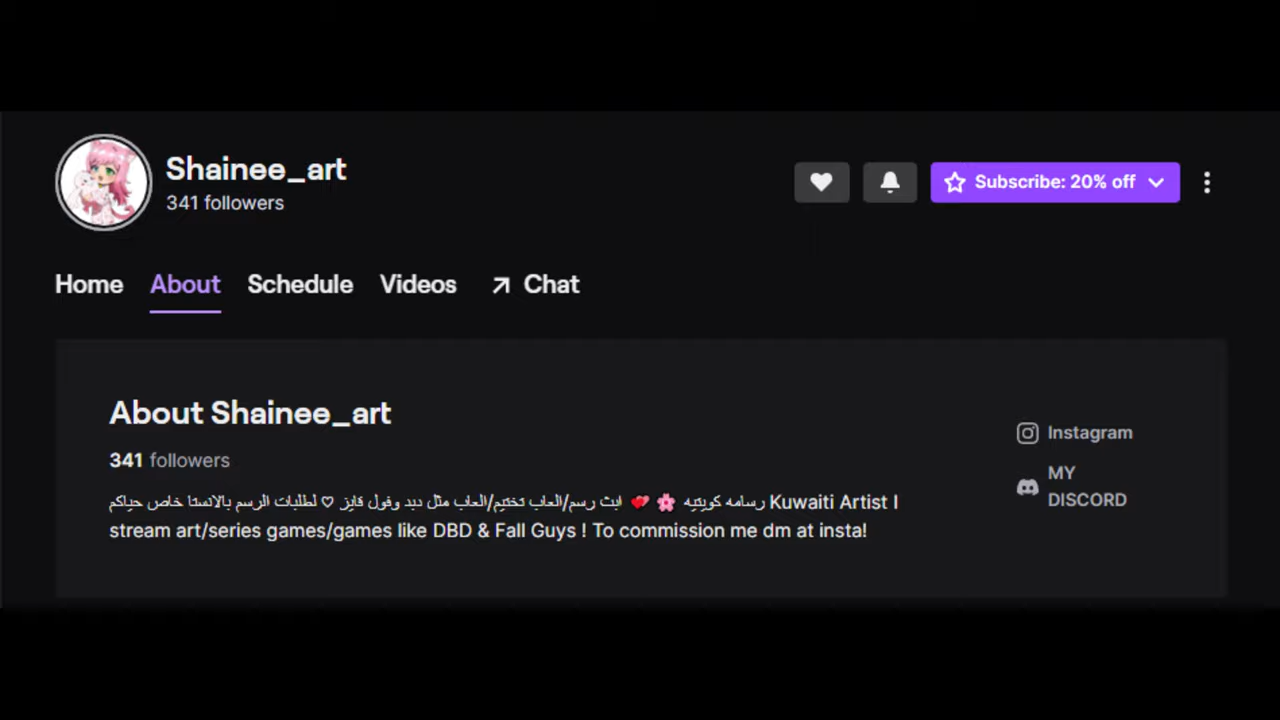 Shainee_art
341 followers
Subscribe: 20% off
Home About Schedule Videos Chat
About Shainee_art
341 followers
رسامه كويتيه 🌸 💕 ابث رسم/العاب تختيم/العاب مثل ديد وفول قايز ♡ لطلبات الرسم بالانستا خاص حياكم Kuwaiti Artist I
stream art/series games/games like DBD & Fall Guys ! To commission me dm at insta!
Instagram
MY
DISCORD